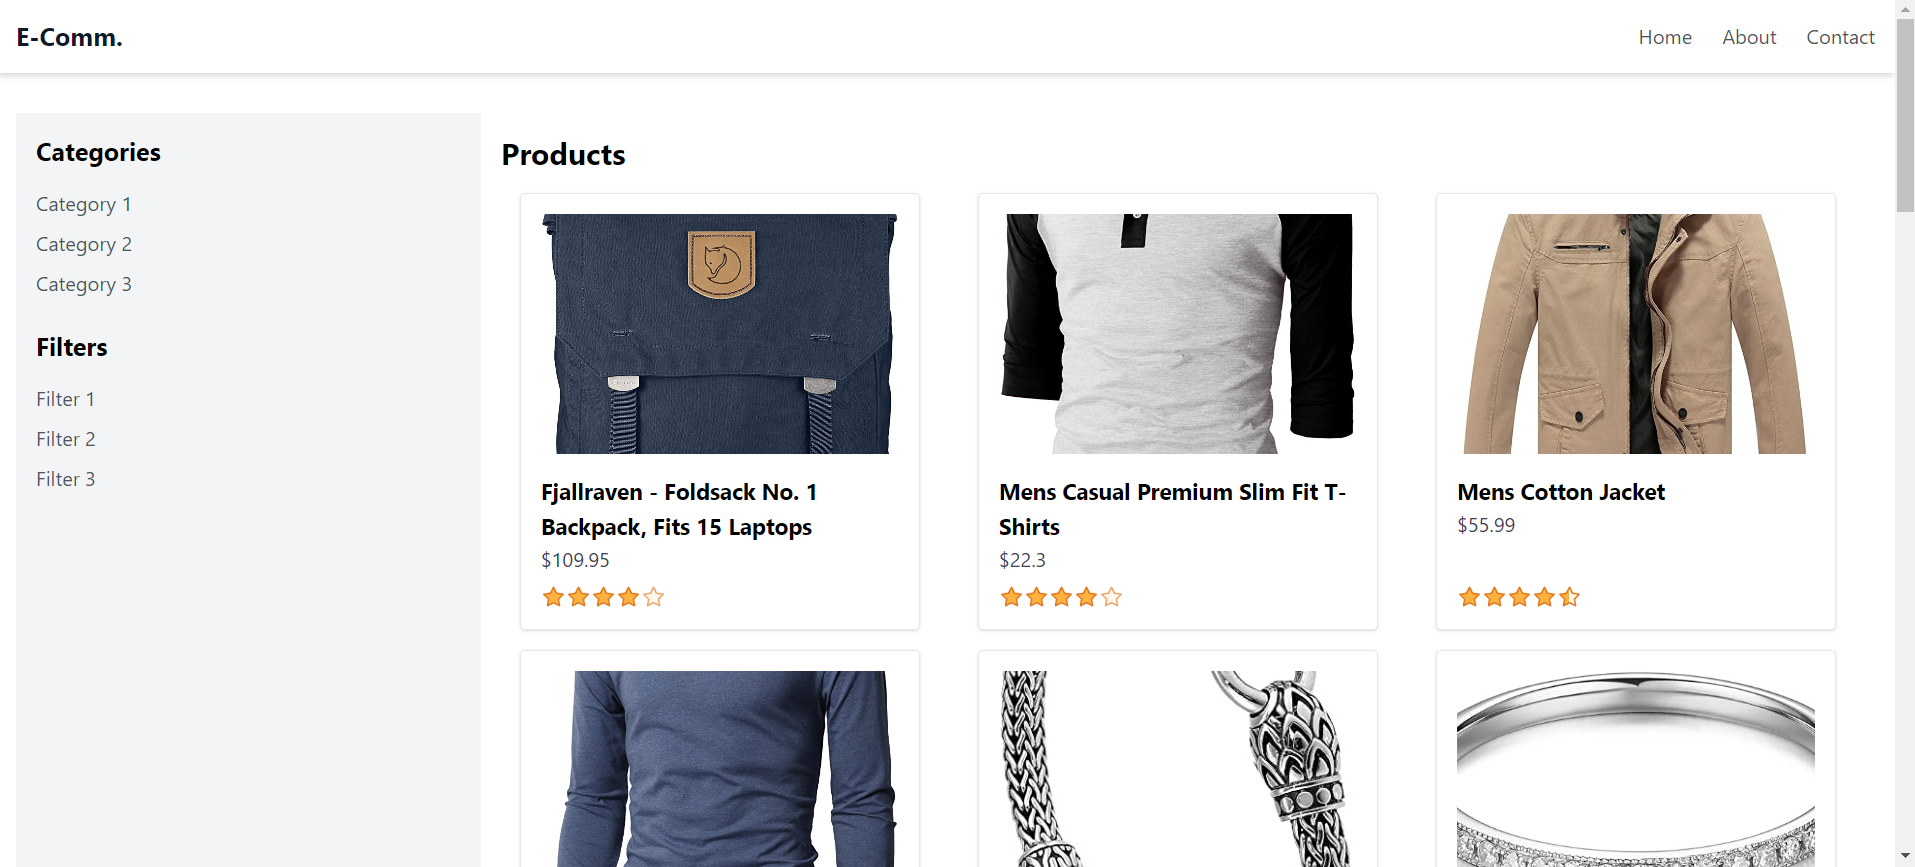 E-Comm.
Home About Contact
Categories
Category 1
Category 2
Category 3
Filters
Filter 1
Filter 2
Filter 3
Products
Fjallraven - Foldsack No. 1
Backpack, Fits 15 Laptops
$109.95
Mens Casual Premium Slim Fit T-
Shirts
$22.3
Mens Cotton Jacket
$55.99